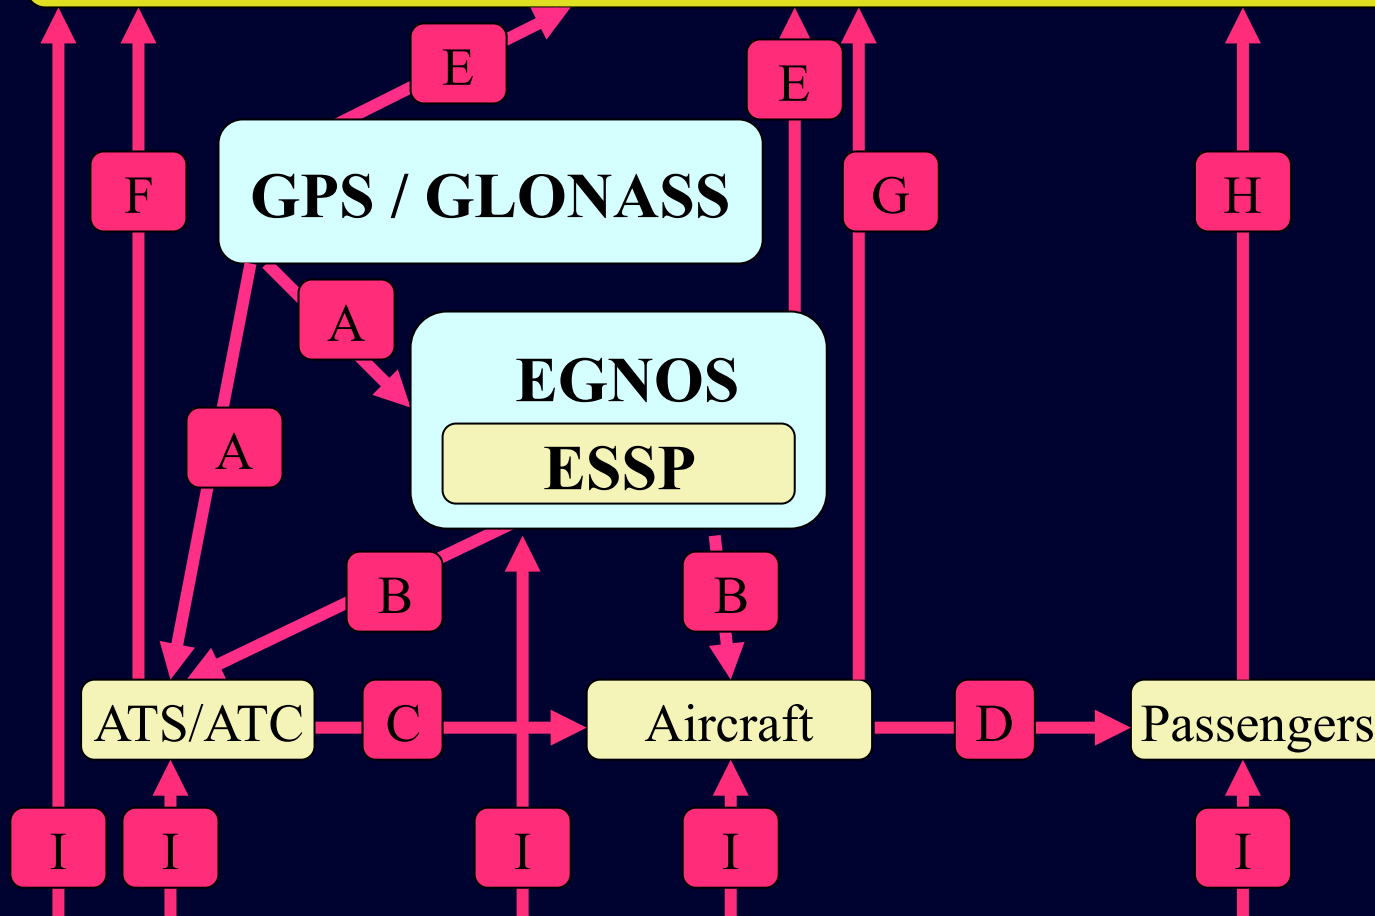 E
E
F
GPS / GLONASS
G
H
A
EGNOS
A
ESSP
B
B
ATS/ATC
C
Aircraft
D
Passengers
I
I
I
I
I